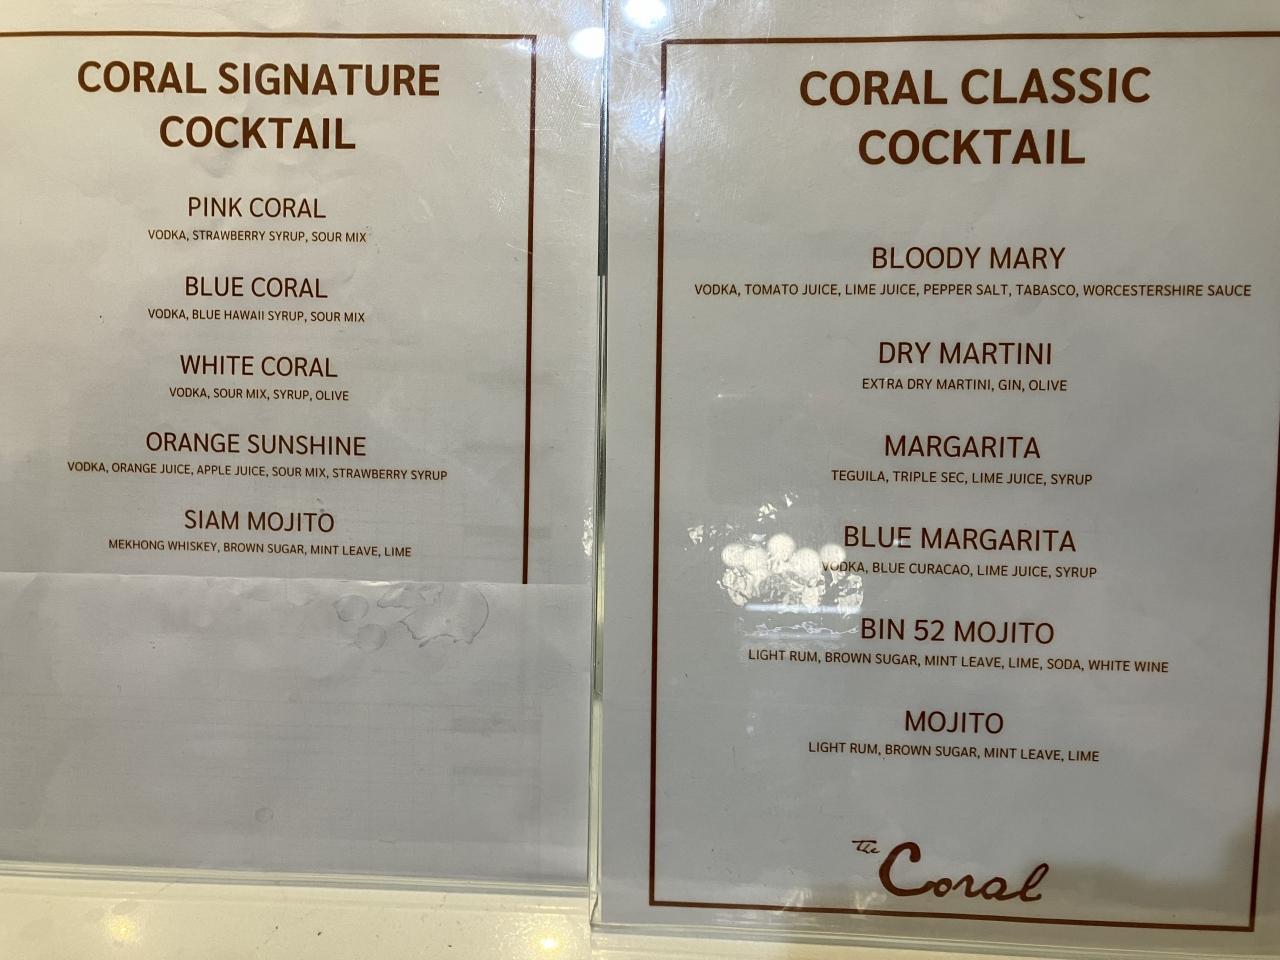 CORAL SIGNATURE
COCKTAIL
PINK CORAL
VODKA, STRAWBERRY SYRUP, SOUR MIX
BLUE CORAL
VODKA, BLUE HAWAII SYRUP, SOUR MIX
WHITE CORAL
VODKA, SOUR MIX, SYRUP, OLIVE
ORANGE SUNSHINE
VODKA, ORANGE JUICE, APPLE JUICE, SOUR MIX, STRAWBERRY SYRUP
SIAM MOJITO
MEKHONG WHISKEY, BROWN SUGAR, MINT LEAVE, LIME
CORAL CLASSIC
COCKTAIL
BLOODY MARY
VODKA, TOMATO JUICE, LIME JUICE, PEPPER SALT, TABASCO, WORCESTERSHIRE SAUCE
DRY MARTINI
EXTRA DRY MARTINI, GIN, OLIVE
MARGARITA
TEGUILA, TRIPLE SEC, LIME JUICE, SYRUP
BLUE MARGARITA
VODKA, BLUE CURACAO, LIME JUICE, SYRUP
BIN 52 MOJITO
LIGHT RUM, BROWN SUGAR, MINT LEAVE, LIME, SODA, WHITE WINE
MOJITO
LIGHT RUM, BROWN SUGAR, MINT LEAVE, LIME
The Coral